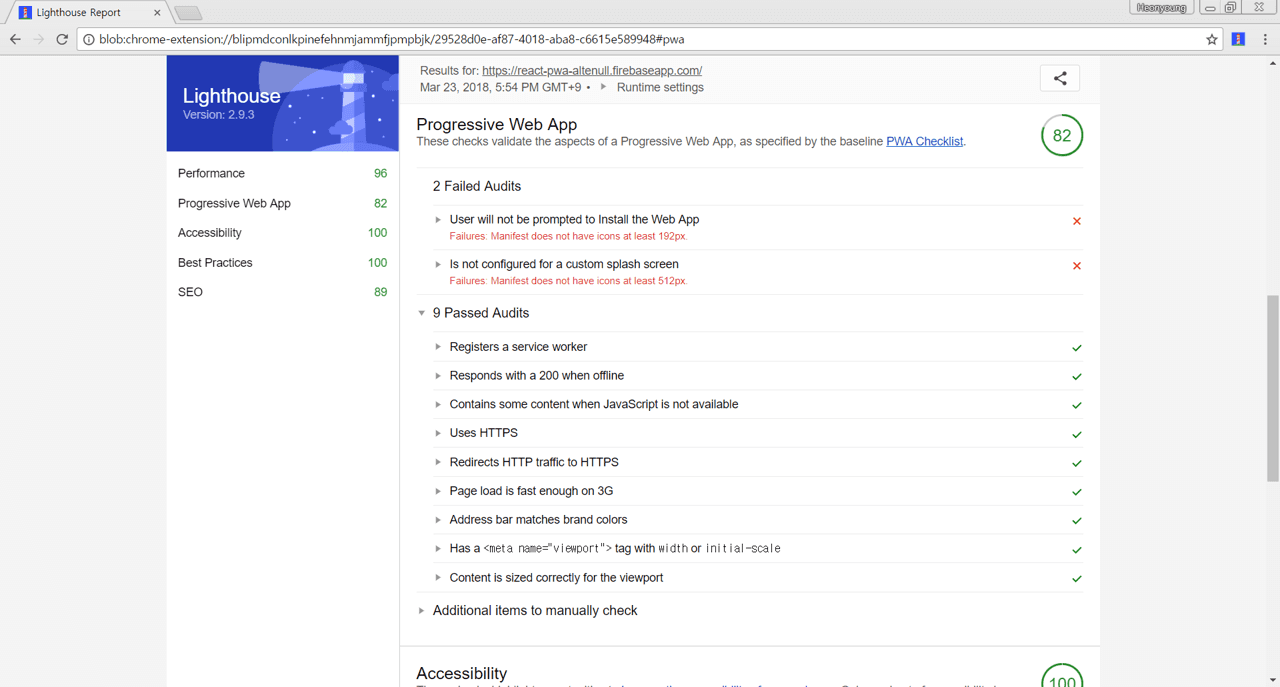 Lighthouse Report
Heonyoung
blob:chrome-extension://blipmdconlkpinefehnmjammfjpmpbjk/29528d0e-af87-4018-aba8-c6615e589948#pwa
Lighthouse
Version: 2.9.3
Performance 96
Progressive Web App 82
Accessibility 100
Best Practices 100
SEO 89
Results for: https://react-pwa-altenull.firebaseapp.com/
Mar 23, 2018, 5:54 PM GMT+9 • Runtime settings
Progressive Web App
82
These checks validate the aspects of a Progressive Web App, as specified by the baseline PWA Checklist.
2 Failed Audits
User will not be prompted to Install the Web App
Failures: Manifest does not have icons at least 192px.
Is not configured for a custom splash screen
Failures: Manifest does not have icons at least 512px.
9 Passed Audits
Registers a service worker
Responds with a 200 when offline
Contains some content when JavaScript is not available
Uses HTTPS
Redirects HTTP traffic to HTTPS
Page load is fast enough on 3G
Address bar matches brand colors
Has a <meta name="viewport"> tag with width or initial-scale
Content is sized correctly for the viewport
Additional items to manually check
Accessibility
100